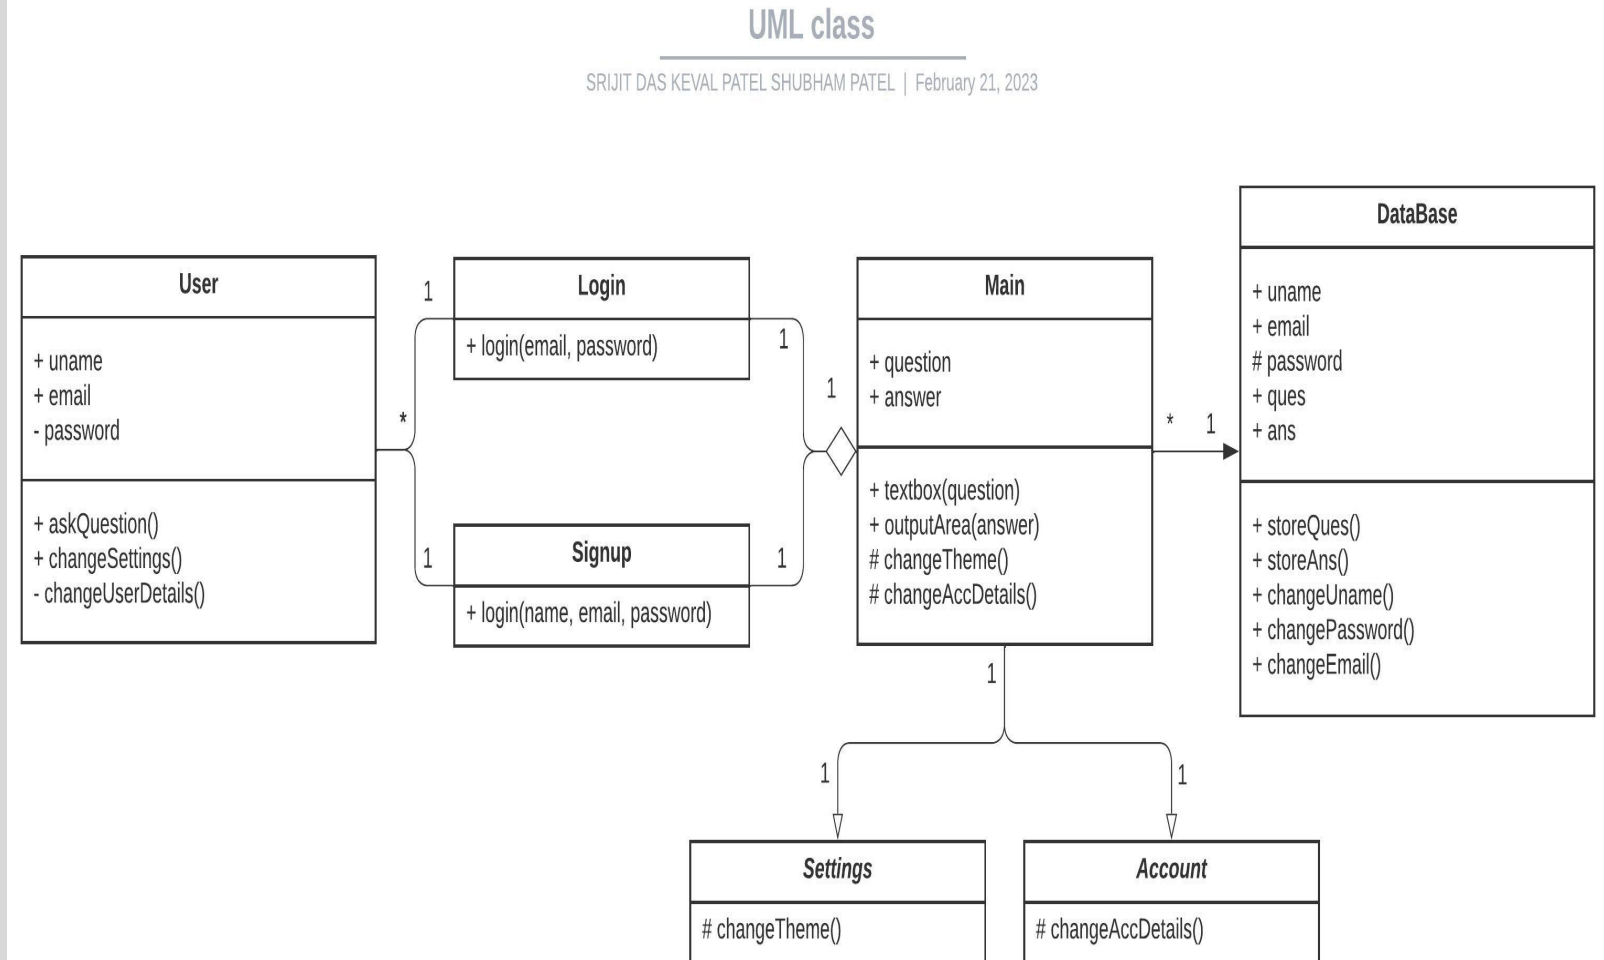 UML class
SRIJIT DAS KEVAL PATEL SHUBHAM PATEL | February 21, 2023
User
+ uname
+ email
- password
+ askQuestion()
+ changeSettings()
- changeUserDetails()
*
1
1
Login
+ login(email, password)
Signup
+ login(name, email, password)
1
1
1
Main
+ question
+ answer
+ textbox(question)
+ outputArea(answer)
# changeTheme()
# changeAccDetails()
* 1
DataBase
+ uname
+ email
# password
+ ques
+ ans
+ storeQues()
+ storeAns()
+ changeUname()
+ changePassword()
+ changeEmail()
1
1
1
Settings
# changeTheme()
Account
# changeAccDetails()